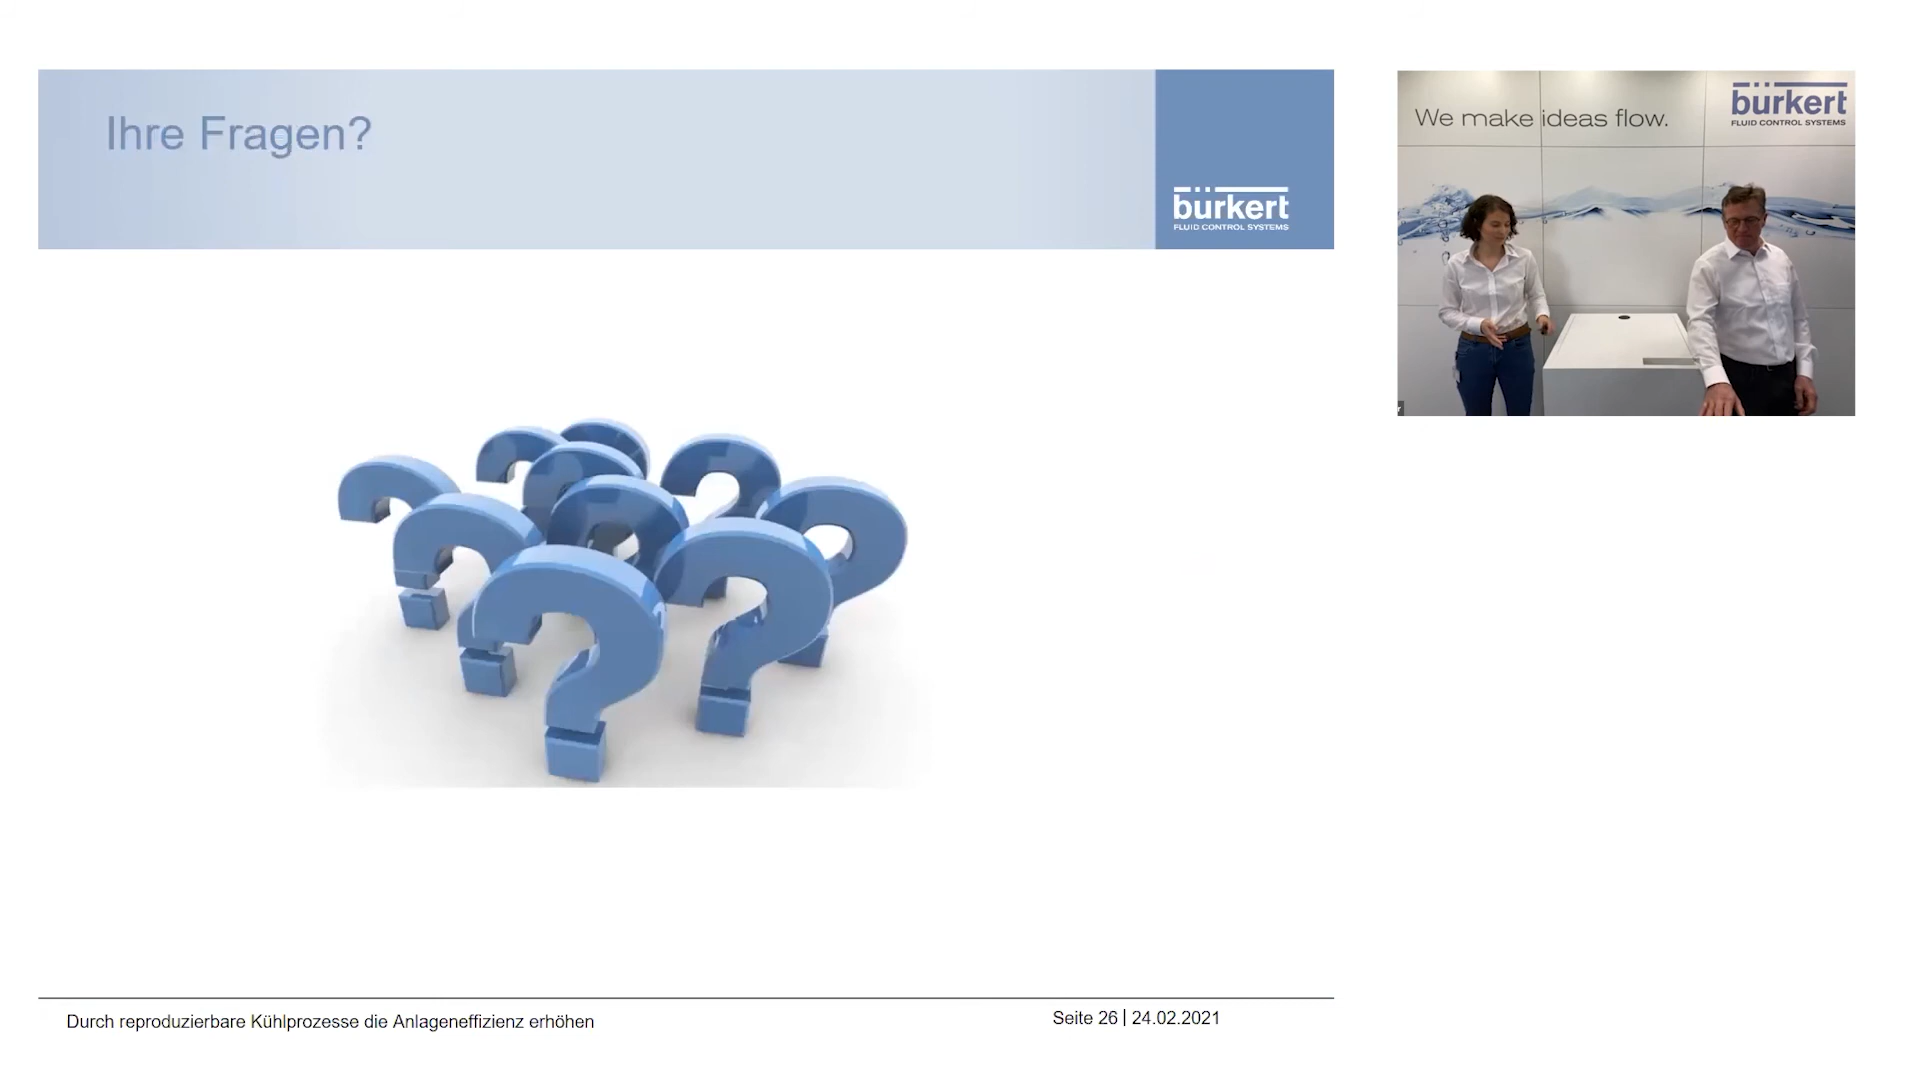 Ihre Fragen?
bürkert
FLUID CONTROL SYSTEMS
We make ideas flow.
bürkert
FLUID CONTROL SYSTEMS
Durch reproduzierbare Kühlprozesse die Anlageneffizienz erhöhen
Seite 26 | 24.02.2021